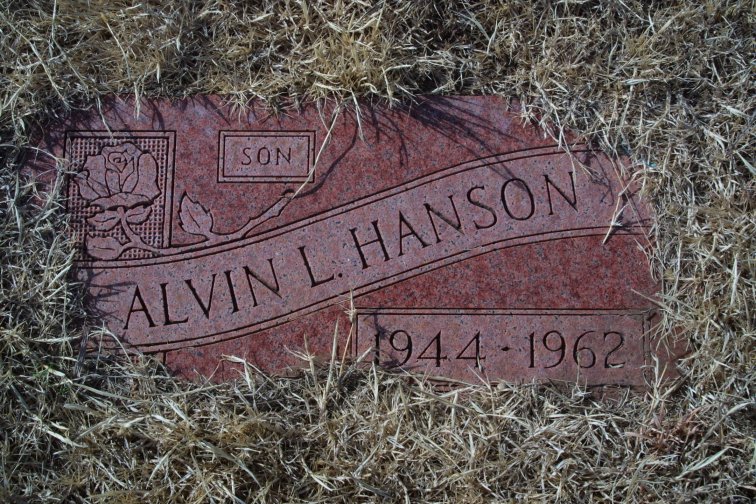 SON
ALVIN L. HANSON
1944 - 1962